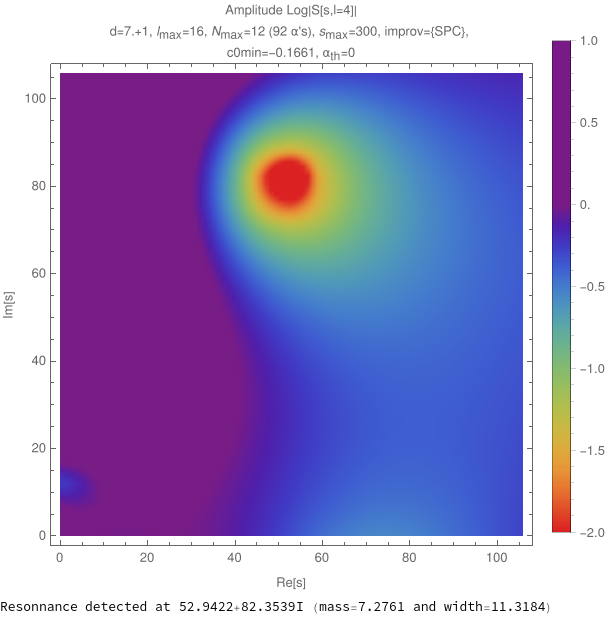 Amplitude Log|S[s,l=4]|
d=7.+1, lmax=16, Nmax=12 (92 α's), smax=300, improv={SPC},
c0min=−0.1661, αth=0
1.0
0.5
0.
−0.5
−1.0
−1.5
−2.0
100
80
60
40
20
0
Im[s]
0 20 40 60 80 100
Re[s]
Resonnance detected at 52.9422+82.3539I (mass=7.2761 and width=11.3184)